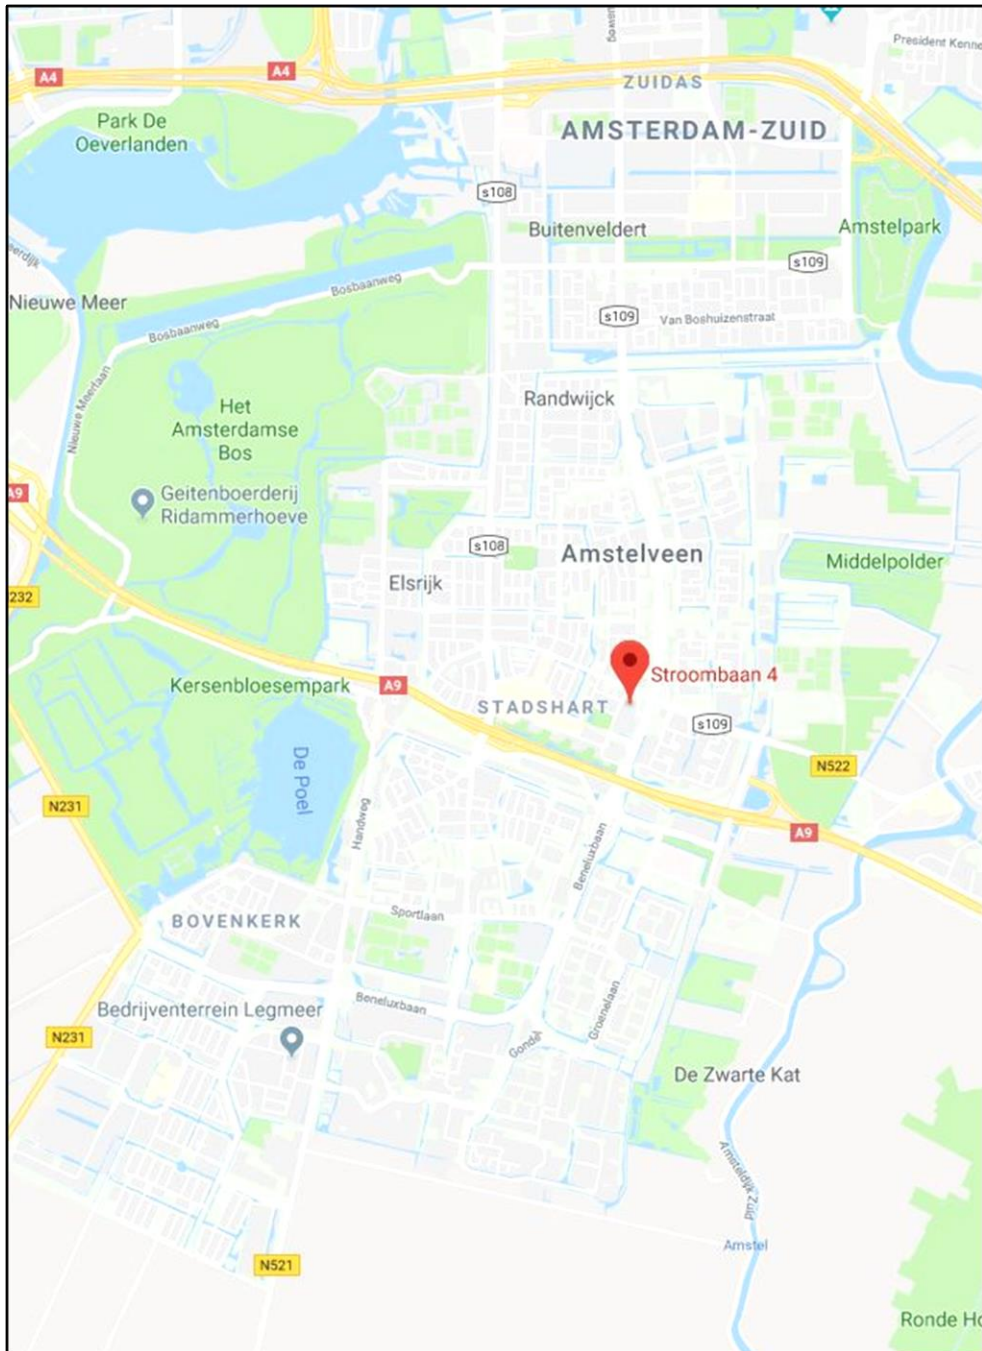 President Kenne
ZUIDAS
A4
A4
AMSTERDAM-ZUID
Park De
Oeverlanden
s108
Buitenveldert
Amstelpark
eerdijk
s109
Bosbaanweg
Nieuwe Meer
s109
Van Boshuizenstraat
Bosbaanweg
Nieuwe Meerlaan
Randwijck
Het
Amsterdamse
Bos
A9
Geitenboerderij
Ridammerhoeve
s108
Amstelveen
Middelpolder
Elsrijk
232
Kersenbloesempark
A9
Stroombaan 4
STADSHART
s109
N522
De Poel
N231
Handweg
A9
Beneluxbaan
Sportlaan
BOVENKERK
Beneluxbaan
Bedrijventerrein Legmeer
Groenelaan
N231
Gondel
De Zwarte Kat
Amsteldijk Zuid
Amstel
N521
Ronde Ho